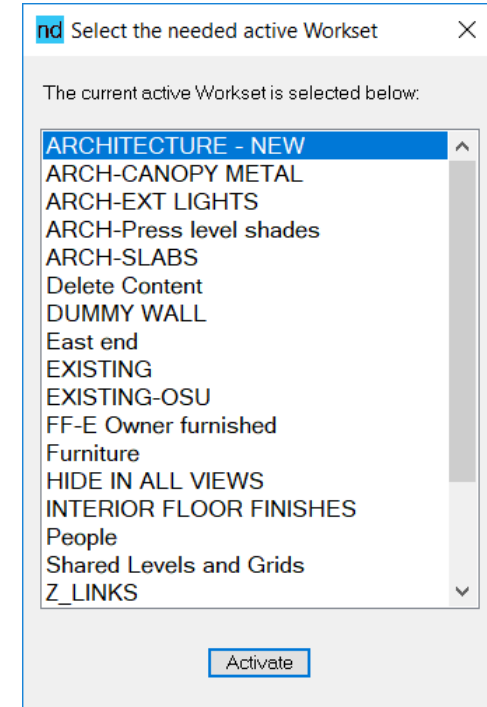 nd Select the needed active Workset
The current active Workset is selected below:
ARCHITECTURE - NEW
ARCH-CANOPY METAL
ARCH-EXT LIGHTS
ARCH-Press level shades
ARCH-SLABS
Delete Content
DUMMY WALL
East end
EXISTING
EXISTING-OSU
FF-E Owner furnished
Furniture
HIDE IN ALL VIEWS
INTERIOR FLOOR FINISHES
People
Shared Levels and Grids
Z_LINKS
Activate